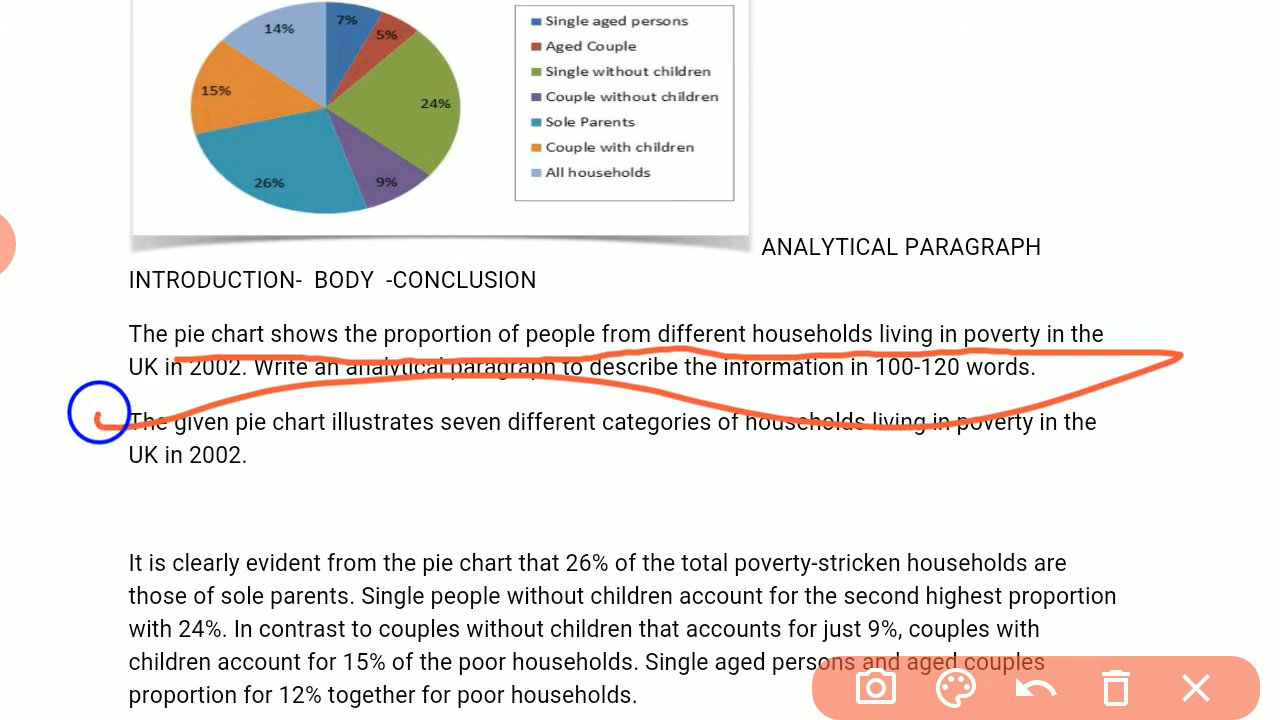 14%
7%
5%
15%
24%
26%
9%
Single aged persons
Aged Couple
Single without children
Couple without children
Sole Parents
Couple with children
All households
ANALYTICAL PARAGRAPH
INTRODUCTION- BODY -CONCLUSION
The pie chart shows the proportion of people from different households living in poverty in the
UK in 2002. Write an analytical paragraph to describe the information in 100-120 words.
The given pie chart illustrates seven different categories of households living in poverty in the
UK in 2002.
It is clearly evident from the pie chart that 26% of the total poverty-stricken households are
those of sole parents. Single people without children account for the second highest proportion
with 24%. In contrast to couples without children that accounts for just 9%, couples with
children account for 15% of the poor households. Single aged persons and aged couples
proportion for 12% together for poor households.